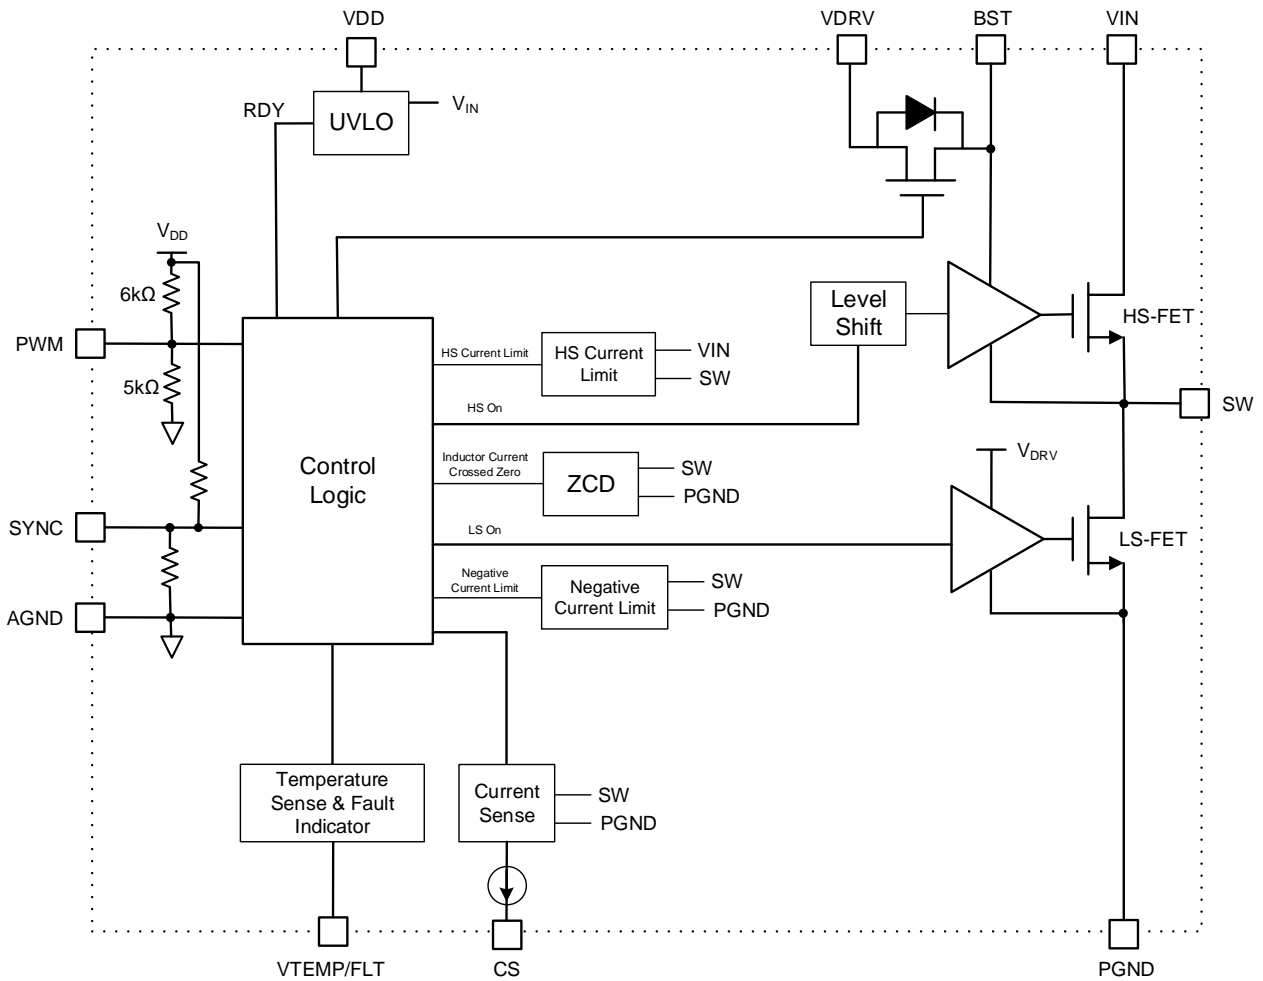 VDD
VDRV
BST
VIN
RDY
UVLO
VIN
VDD
6kΩ
Level
Shift
HS-FET
PWM
HS Current Limit
HS Current
Limit
VIN
SW
5kΩ
HS On
SW
Control
Logic
Inductor Current
Crossed Zero
ZCD
SW
PGND
VDRV
SYNC
LS On
LS-FET
Negative
Current Limit
Negative
Current Limit
SW
PGND
AGND
Temperature
Sense & Fault
Indicator
Current
Sense
SW
PGND
VTEMP/FLT
CS
PGND